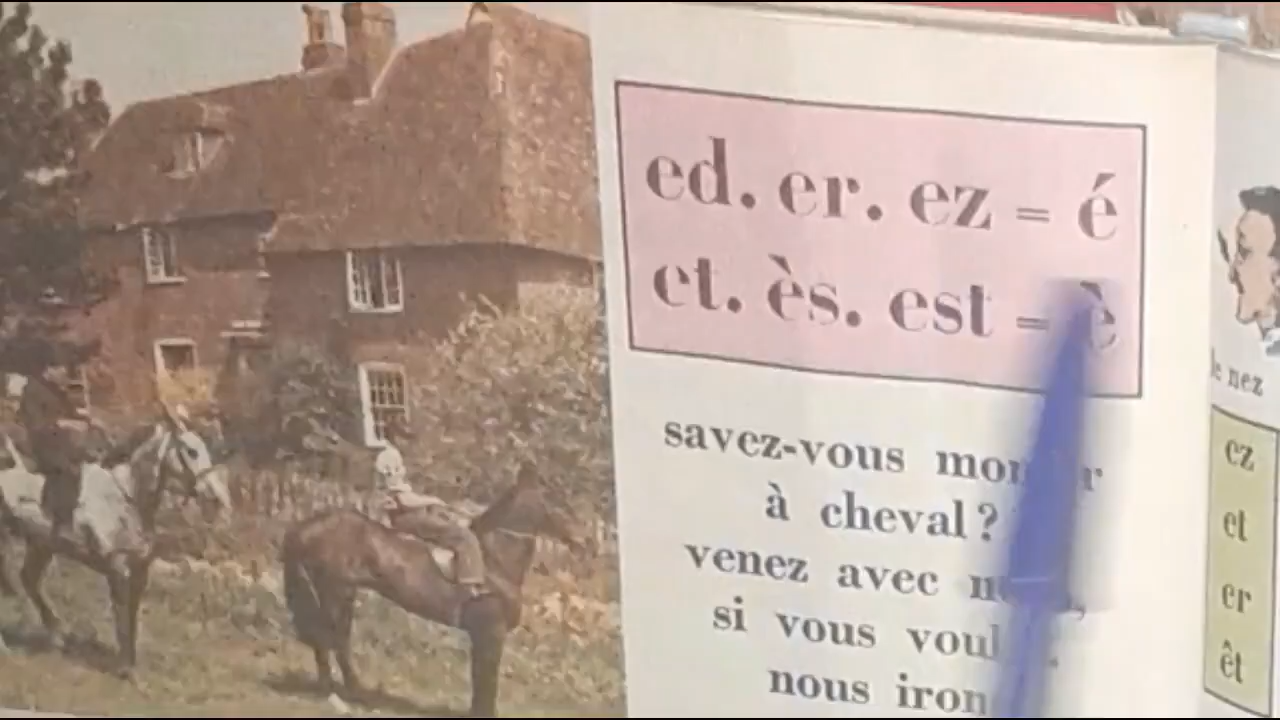 ed. er. ez = é
et. ès. est = è
savez-vous
à cheval ?
venez avec
si vous
nous
le nez
ez
et
er
êt